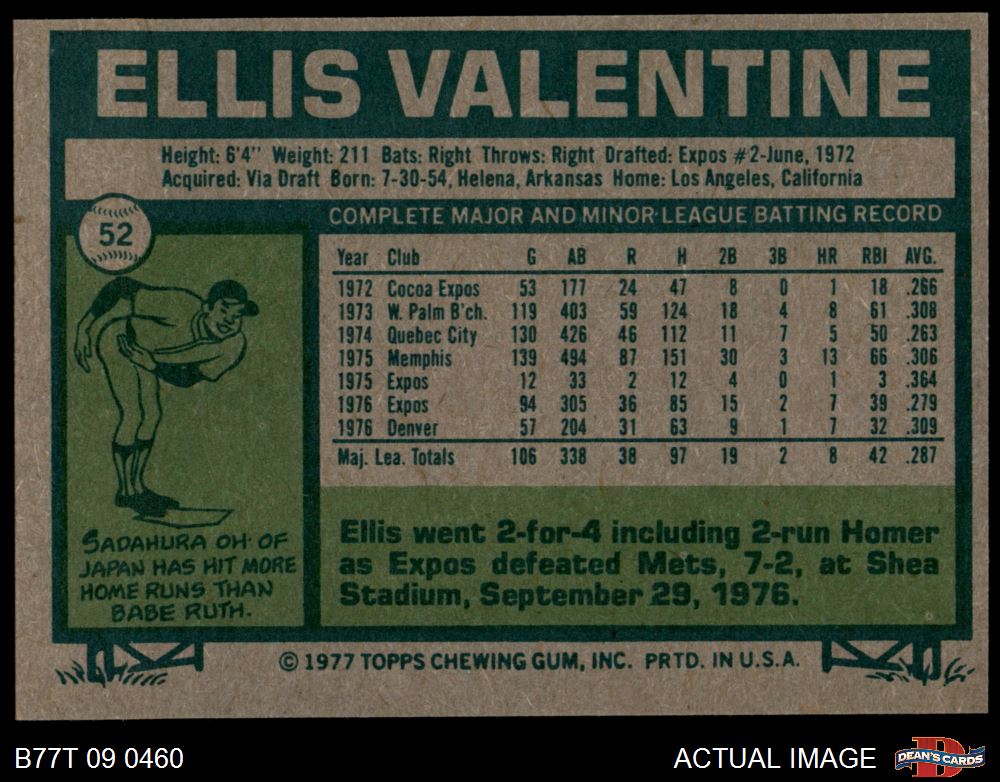 ELLIS VALENTINE
Height: 6'4" Weight: 211 Bats: Right Throws: Right Drafted: Expos #2-June, 1972
Acquired: Via Draft Born: 7-30-54, Helena, Arkansas Home: Los Angeles, California
52
COMPLETE MAJOR AND MINOR LEAGUE BATTING RECORD
Year Club G AB R H 2B 3B HR RBI AVG.
1972 Cocoa Expos 53 177 24 47 8 0 1 18 .266
1973 W. Palm B'ch. 119 403 59 124 18 4 8 61 .308
1974 Quebec City 130 426 46 112 11 7 5 50 .263
1975 Memphis 139 494 87 151 30 3 13 66 .306
1975 Expos 12 33 2 12 4 0 1 3 .364
1976 Expos 94 305 36 85 15 2 7 39 .279
1976 Denver 57 204 31 63 9 1 7 32 .309
Maj. Lea. Totals 106 338 38 97 19 2 8 42 .287
SADAHURA OH OF
JAPAN HAS HIT MORE
HOME RUNS THAN
BABE RUTH.
Ellis went 2-for-4 including 2-run Homer
as Expos defeated Mets, 7-2, at Shea
Stadium, September 29, 1976.
© 1977 TOPPS CHEWING GUM, INC. PRTD. IN U.S.A.
B77T 09 0460
ACTUAL IMAGE
D
DEAN'S CARDS